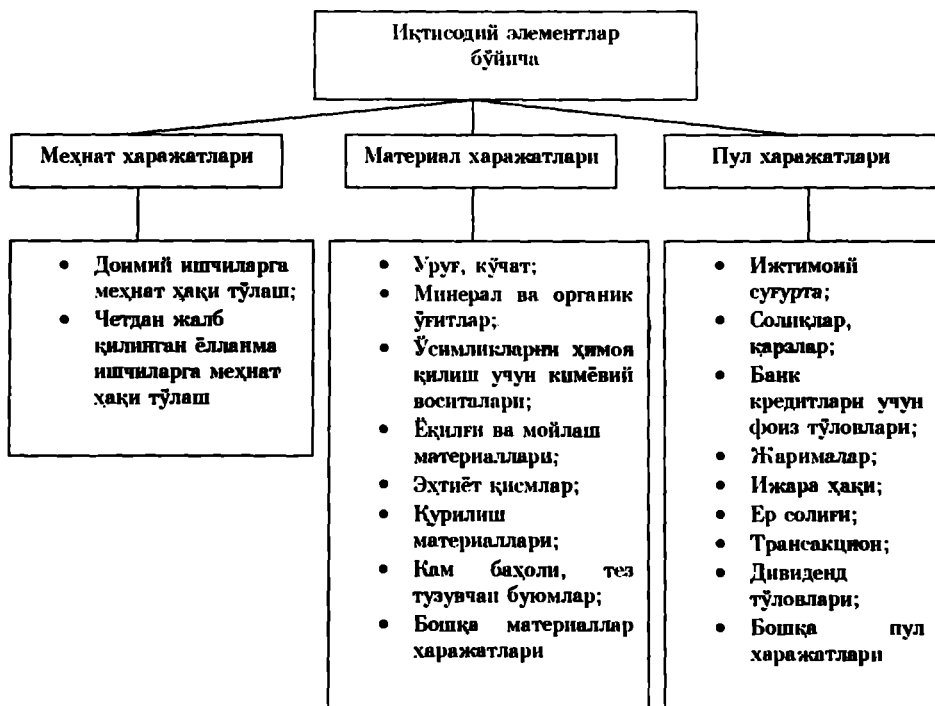 Иқтисодий элементлар
бўйича
Меҳнат харажатлари
Материал харажатлари
Пул харажатлари
• Доимий ишчиларга
меҳнат ҳақи тўлаш;
• Четдан жалб
қилинган ёлланма
ишчиларга меҳнат
ҳақи тўлаш
• Уруғ, кўчат;
• Минерал ва органик
ўғитлар;
• Ўсимликларни ҳимоя
қилиш учун кимёвий
воситалари;
• Ёқилғи ва мойлаш
материаллари;
• Эҳтиёт қисмлар;
• Қурилиш
материаллари;
• Кам баҳоли, тез
тузувчан буюмлар;
• Бошқа материаллар
харажатлари
• Ижтимоий
суғурта;
• Солиқлар,
қарзлар;
• Банк
кредитлари учун
фоиз тўловлари;
• Жарималар;
• Ижара ҳақи;
• Ер солиғи;
• Трансакцион;
• Дивиденд
тўловлари;
• Бошқа пул
харажатлари